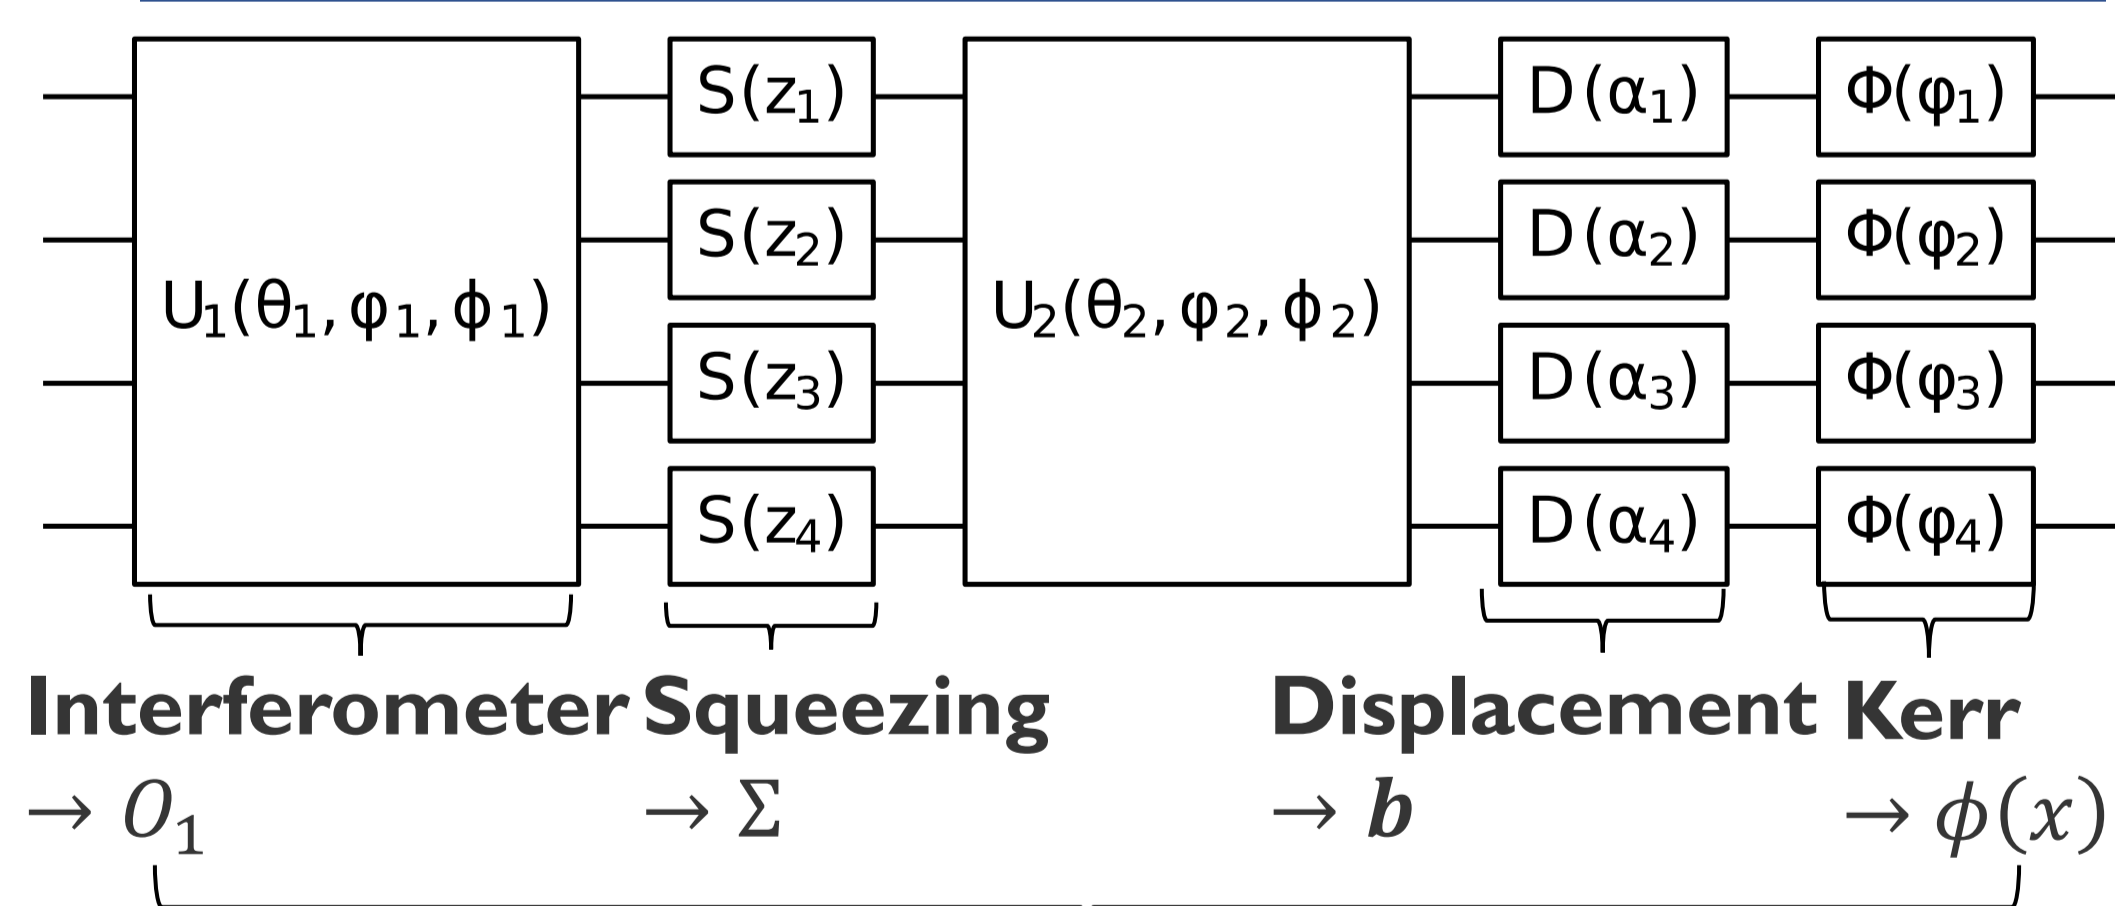 S(z₁) D(α₁) Φ(φ₁)
S(z₂) D(α₂) Φ(φ₂)
U₁(θ₁,φ₁,ϕ₁) U₂(θ₂,φ₂,ϕ₂)
S(z₃) D(α₃) Φ(φ₃)
S(z₄) D(α₄) Φ(φ₄)
Interferometer Squeezing Displacement Kerr
→ O₁ → Σ → b → ϕ(x)